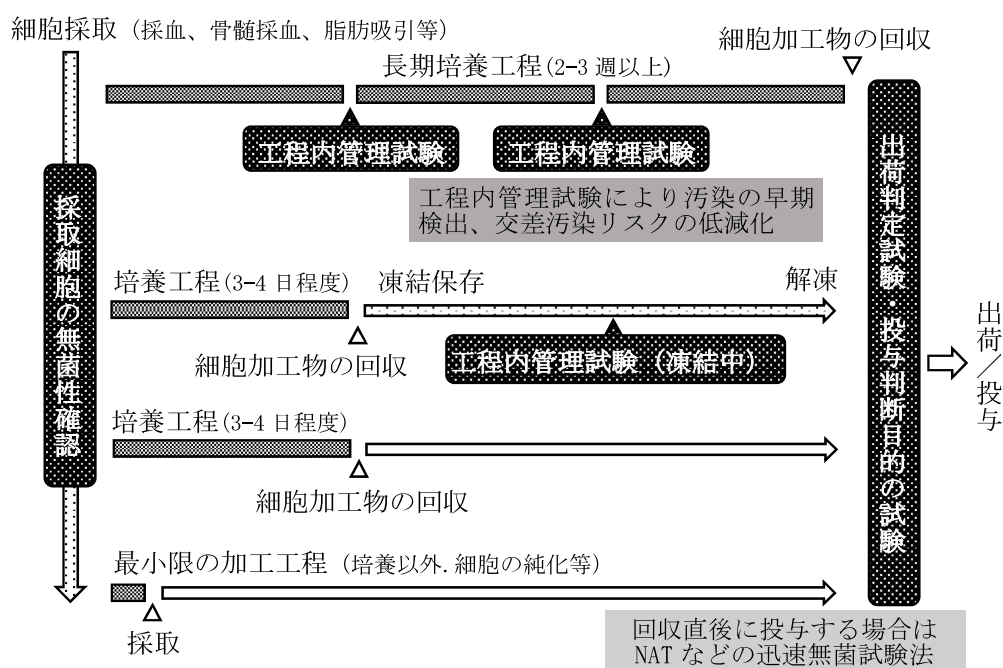 細胞採取（採血、骨髄採血、脂肪吸引等）
細胞加工物の回収
長期培養工程(2-3 週以上)
工程内管理試験
工程内管理試験
工程内管理試験により汚染の早期
検出、交差汚染リスクの低減化
採取細胞の無菌性確認
培養工程(3-4 日程度)
凍結保存
解凍
細胞加工物の回収
工程内管理試験（凍結中）
培養工程(3-4 日程度)
細胞加工物の回収
最小限の加工工程（培養以外.細胞の純化等）
採取
出荷判定試験・投与判断目的の試験
出荷／投与
回収直後に投与する場合は
NAT などの迅速無菌試験法